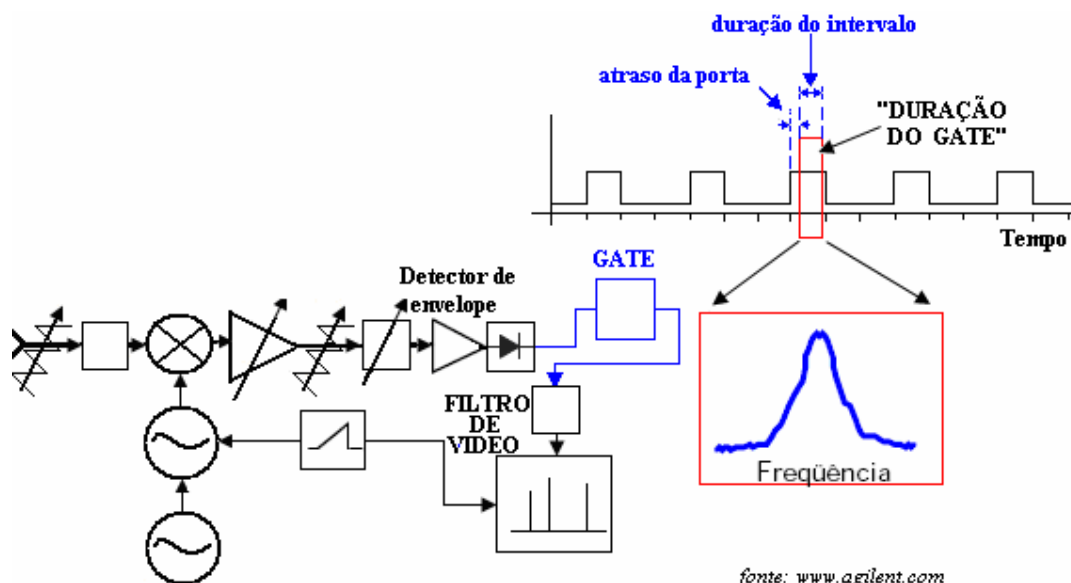 duração do intervalo
atraso da porta
"DURAÇÃO
DO GATE"
Tempo
GATE
Detector de
envelope
FILTRO
DE
VIDEO
Freqüência
fonte: www.agilent.com